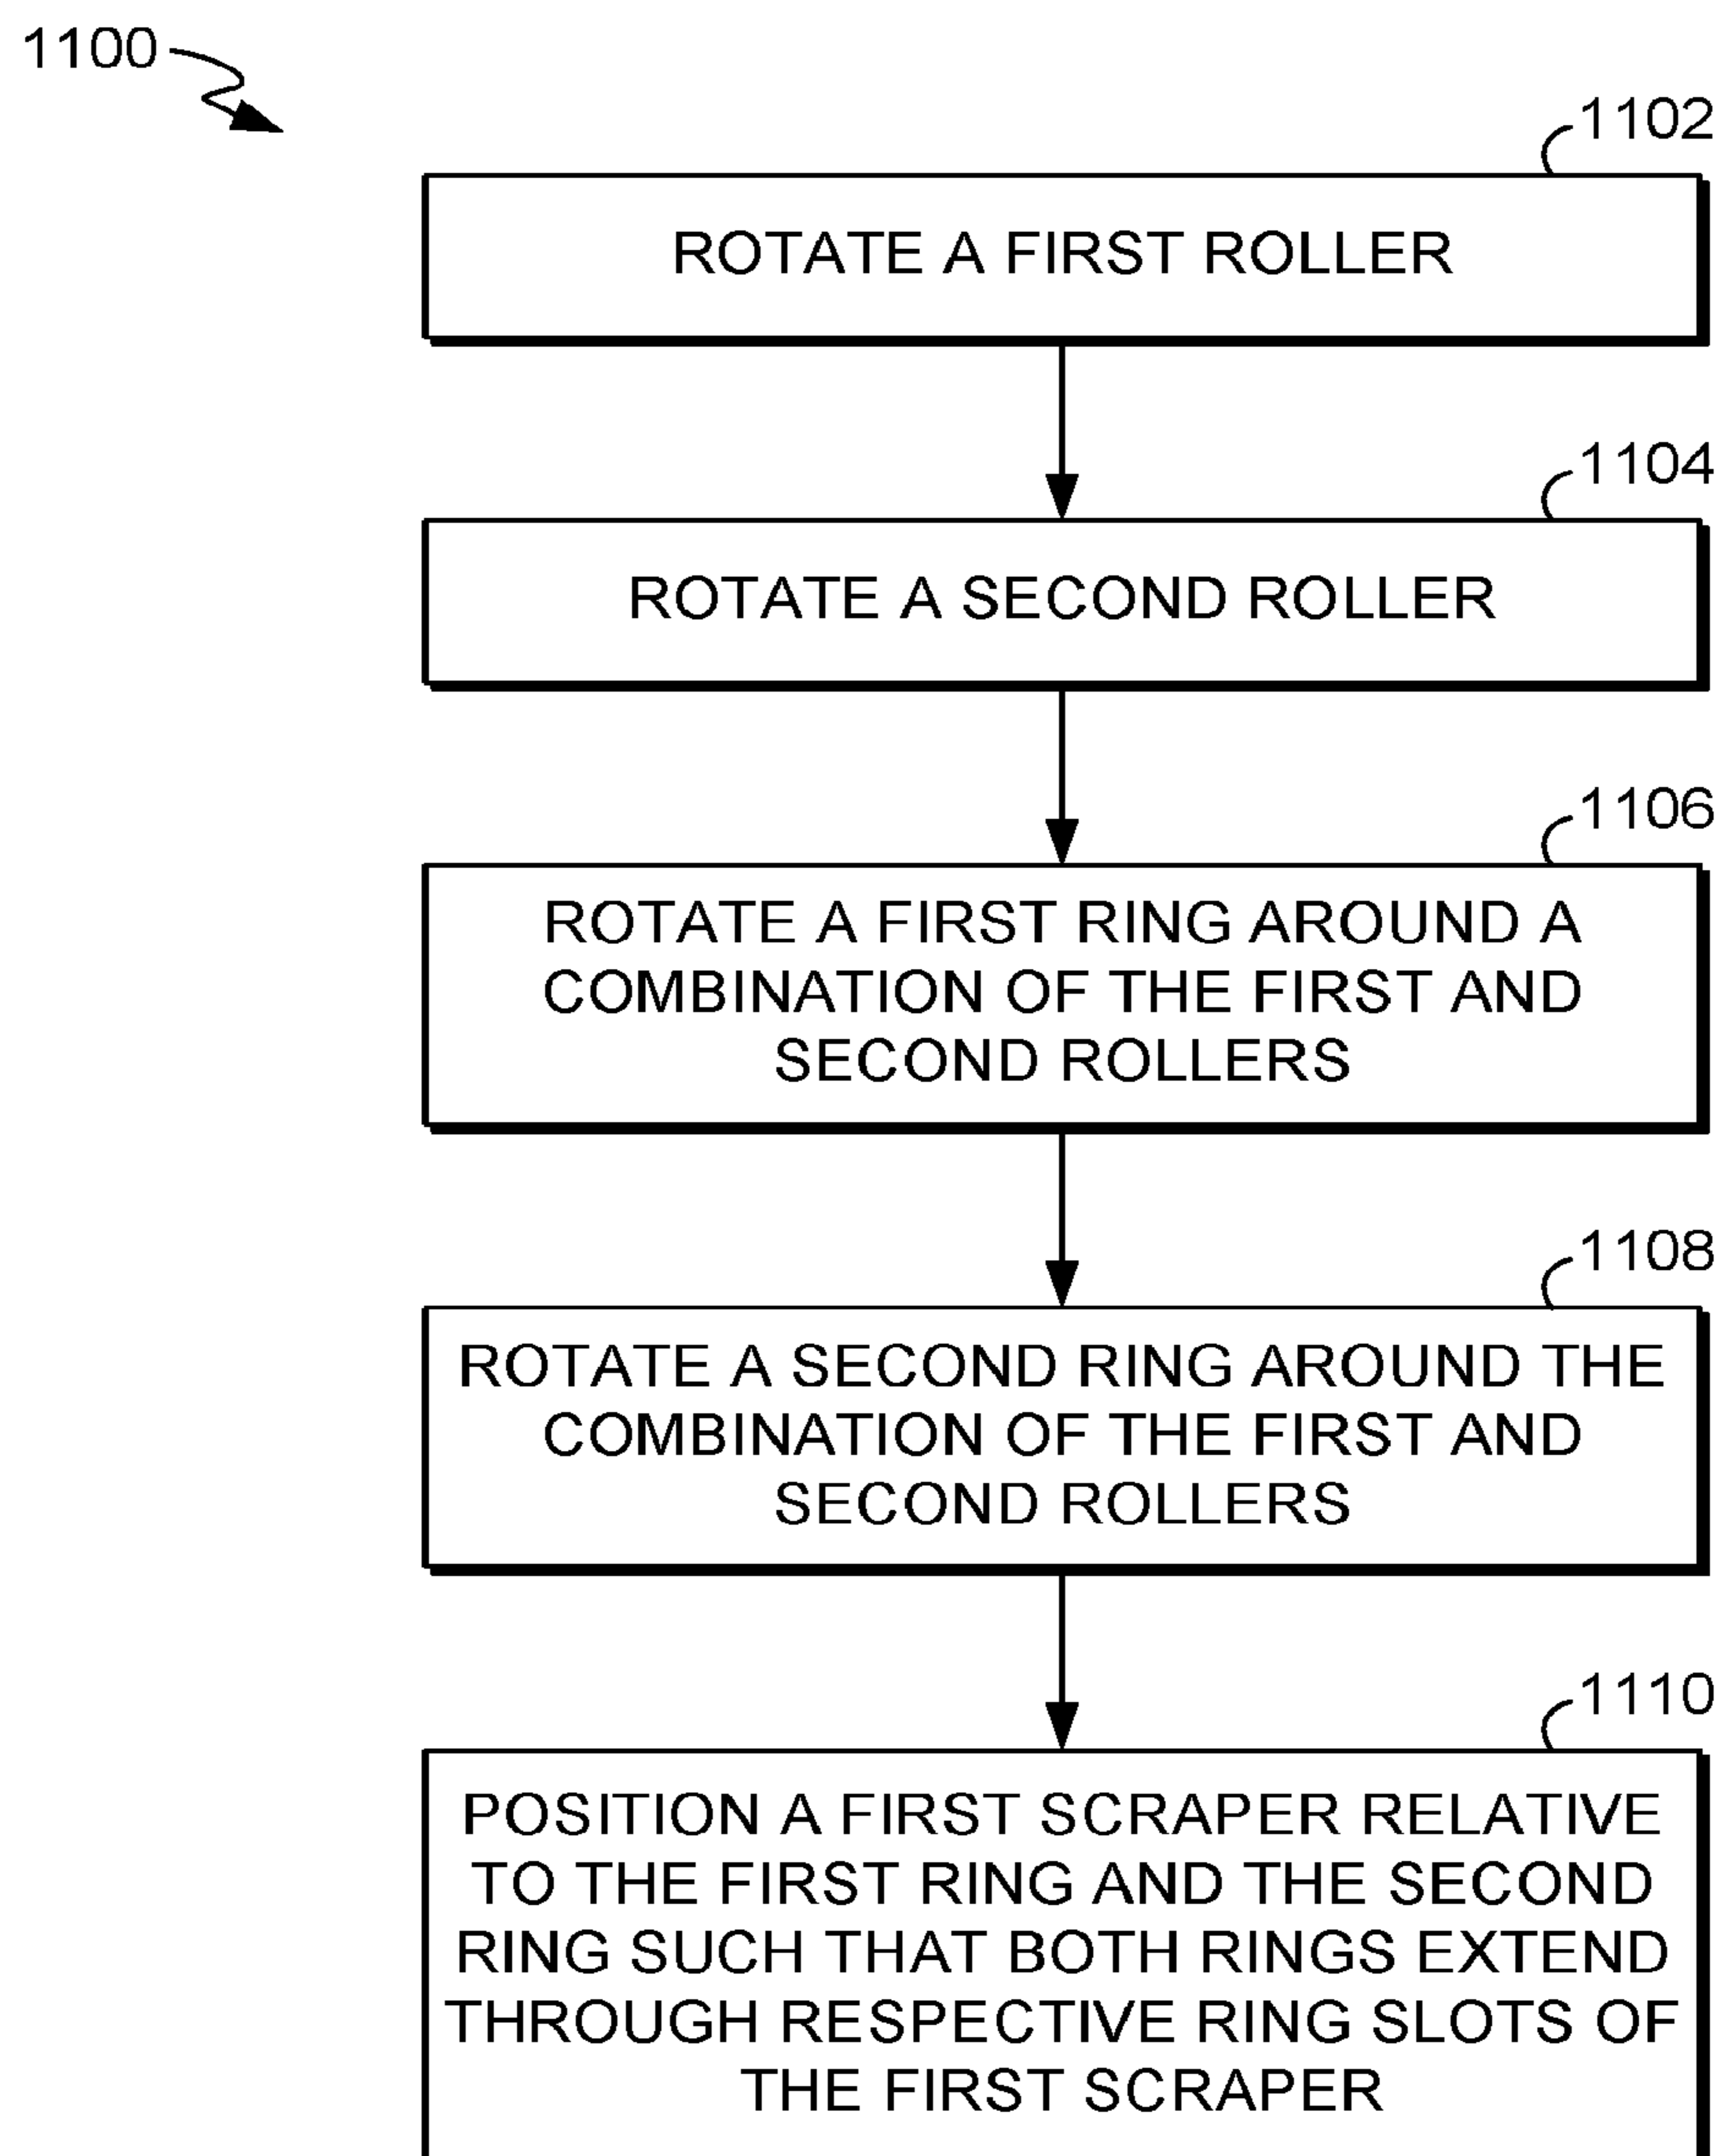 1100
1102
ROTATE A FIRST ROLLER
1104
ROTATE A SECOND ROLLER
1106
ROTATE A FIRST RING AROUND A
COMBINATION OF THE FIRST AND
SECOND ROLLERS
1108
ROTATE A SECOND RING AROUND THE
COMBINATION OF THE FIRST AND
SECOND ROLLERS
1110
POSITION A FIRST SCRAPER RELATIVE
TO THE FIRST RING AND THE SECOND
RING SUCH THAT BOTH RINGS EXTEND
THROUGH RESPECTIVE RING SLOTS OF
THE FIRST SCRAPER